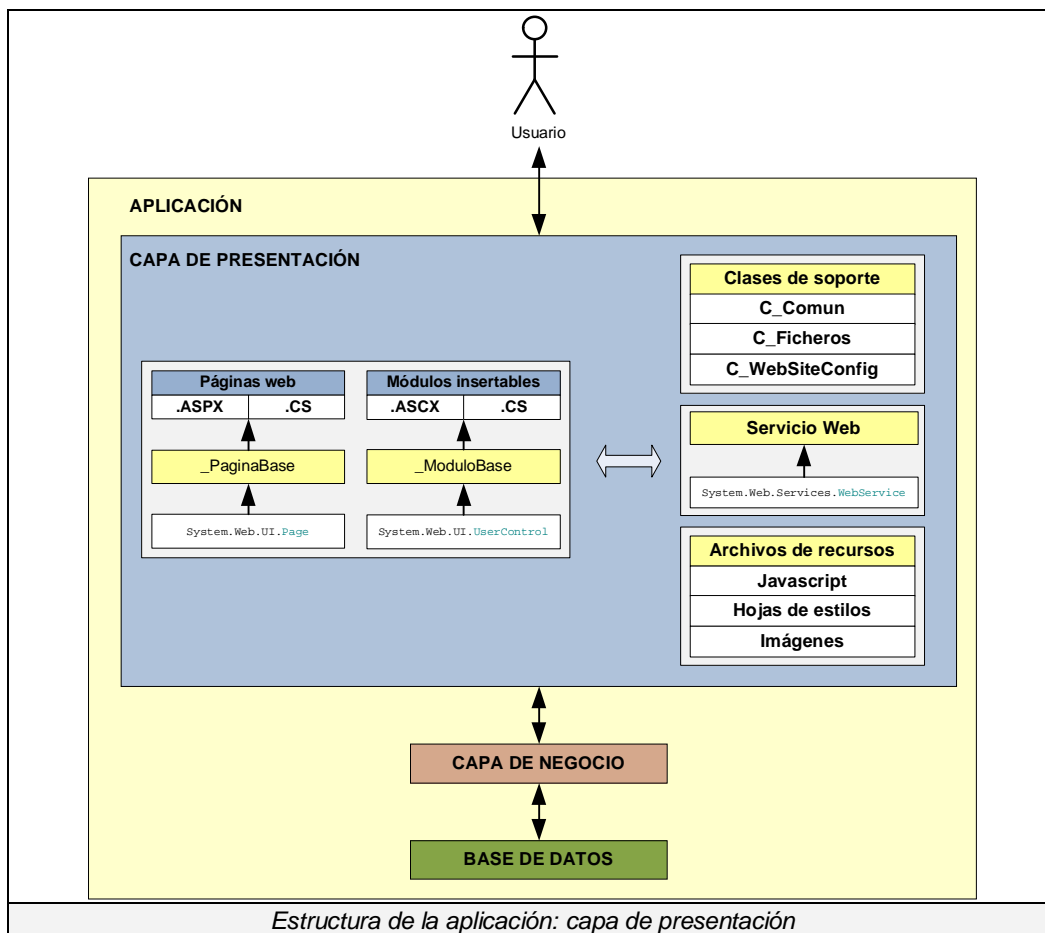 Usuario
APLICACIÓN
CAPA DE PRESENTACIÓN
Páginas web
.ASPX
.CS
_PaginaBase
System.Web.UI.Page
Módulos insertables
.ASCX
.CS
_ModuloBase
System.Web.UI.UserControl
Clases de soporte
C_Comun
C_Ficheros
C_WebSiteConfig
Servicio Web
System.Web.Services.WebService
Archivos de recursos
Javascript
Hojas de estilos
Imágenes
CAPA DE NEGOCIO
BASE DE DATOS
Estructura de la aplicación: capa de presentación